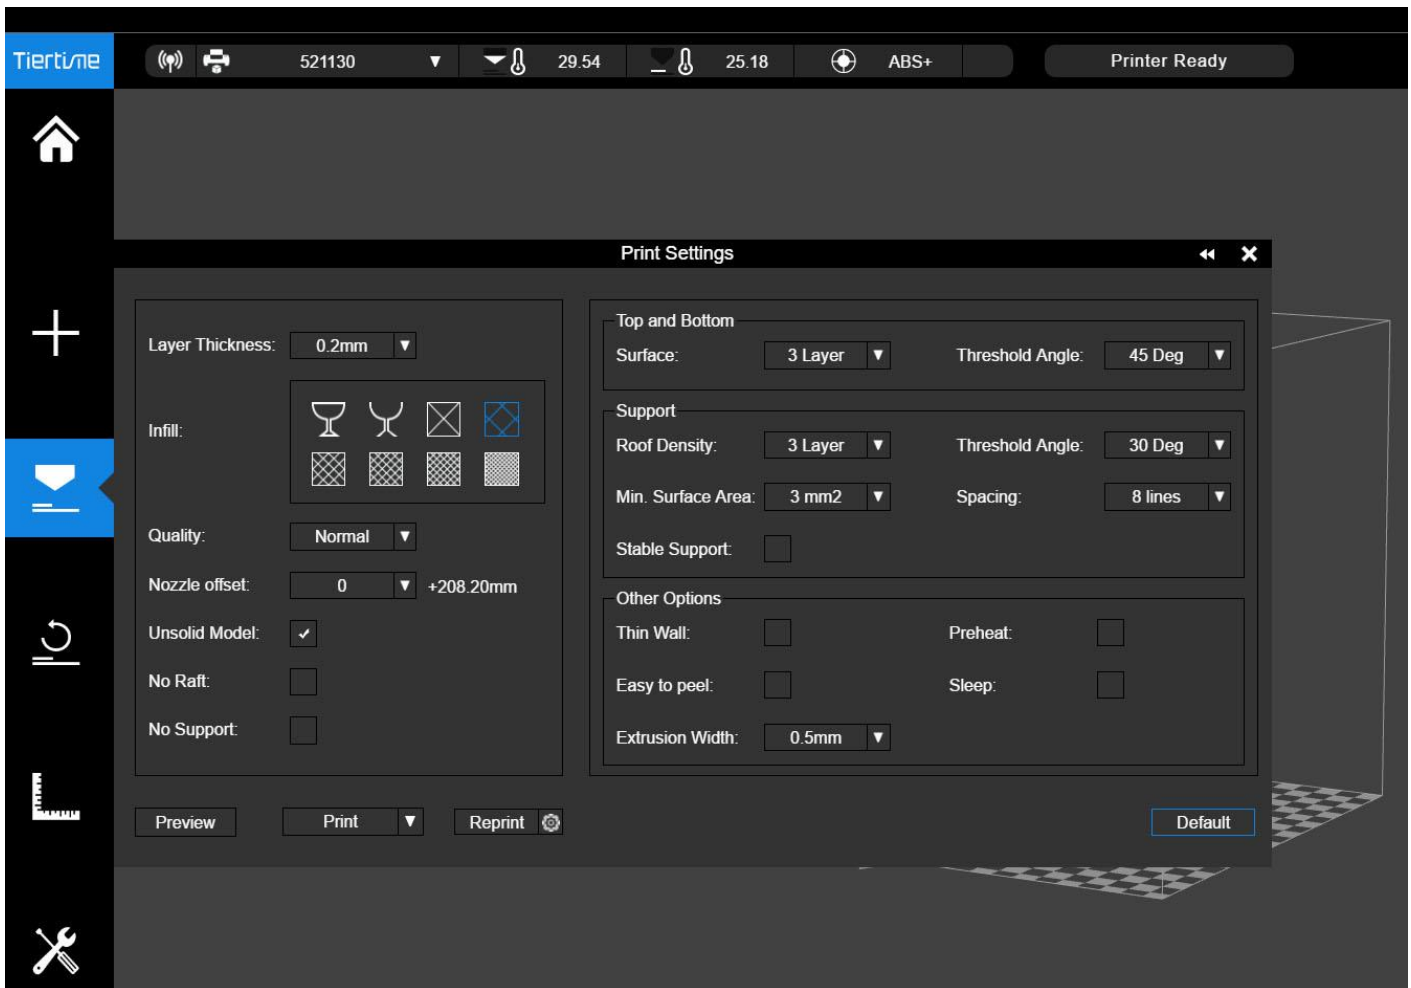 Tiertime 521130 29.54 25.18 ABS+ Printer Ready
Print Settings
Layer Thickness: 0.2mm
Infill:
Quality: Normal
Nozzle offset: 0 +208.20mm
Unsolid Model:
No Raft:
No Support:
Top and Bottom
Surface: 3 Layer Threshold Angle: 45 Deg
Support
Roof Density: 3 Layer Threshold Angle: 30 Deg
Min. Surface Area: 3 mm2 Spacing: 8 lines
Stable Support:
Other Options
Thin Wall: Preheat:
Easy to peel: Sleep:
Extrusion Width: 0.5mm
Preview Print Reprint Default